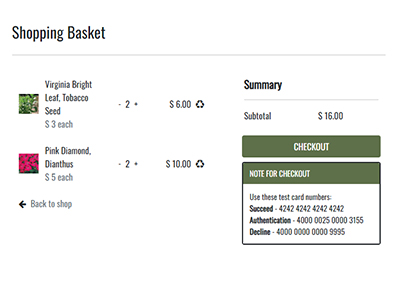 Shopping Basket
Virginia Bright
Leaf, Tobacco
Seed
$ 3 each
- 2 +
$ 6.00
Pink Diamond,
Dianthus
$ 5 each
- 2 +
$ 10.00
Back to shop
Summary
Subtotal $ 16.00
CHECKOUT
NOTE FOR CHECKOUT
Use these test card numbers:
Succeed - 4242 4242 4242 4242
Authentication - 4000 0025 0000 3155
Decline - 4000 0000 0000 9995